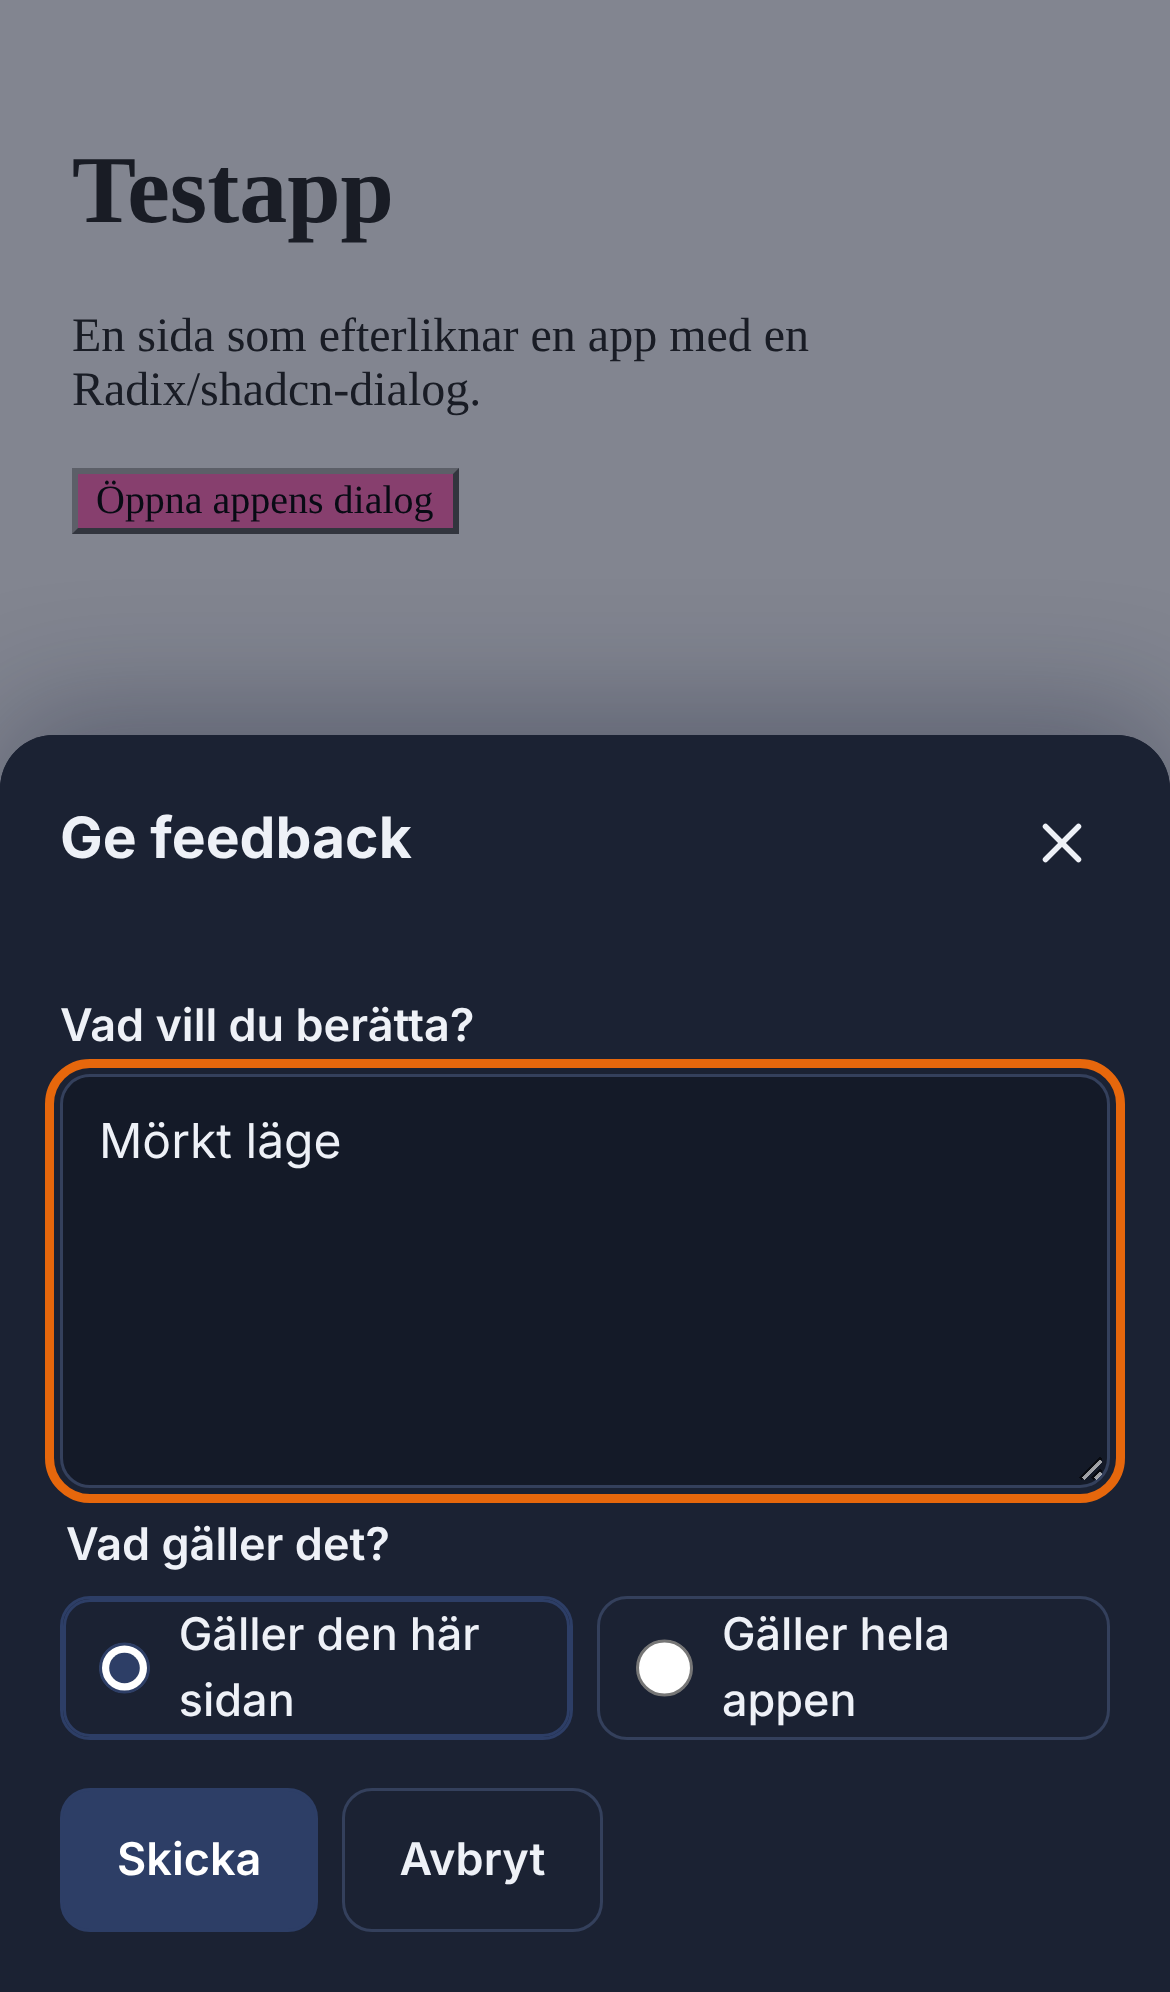 Testapp
En sida som efterliknar en app med en
Radix/shadcn-dialog.
Öppna appens dialog
Ge feedback
Vad vill du berätta?
Mörkt läge
Vad gäller det?
Gäller den här
sidan
Gäller hela
appen
Skicka
Avbryt